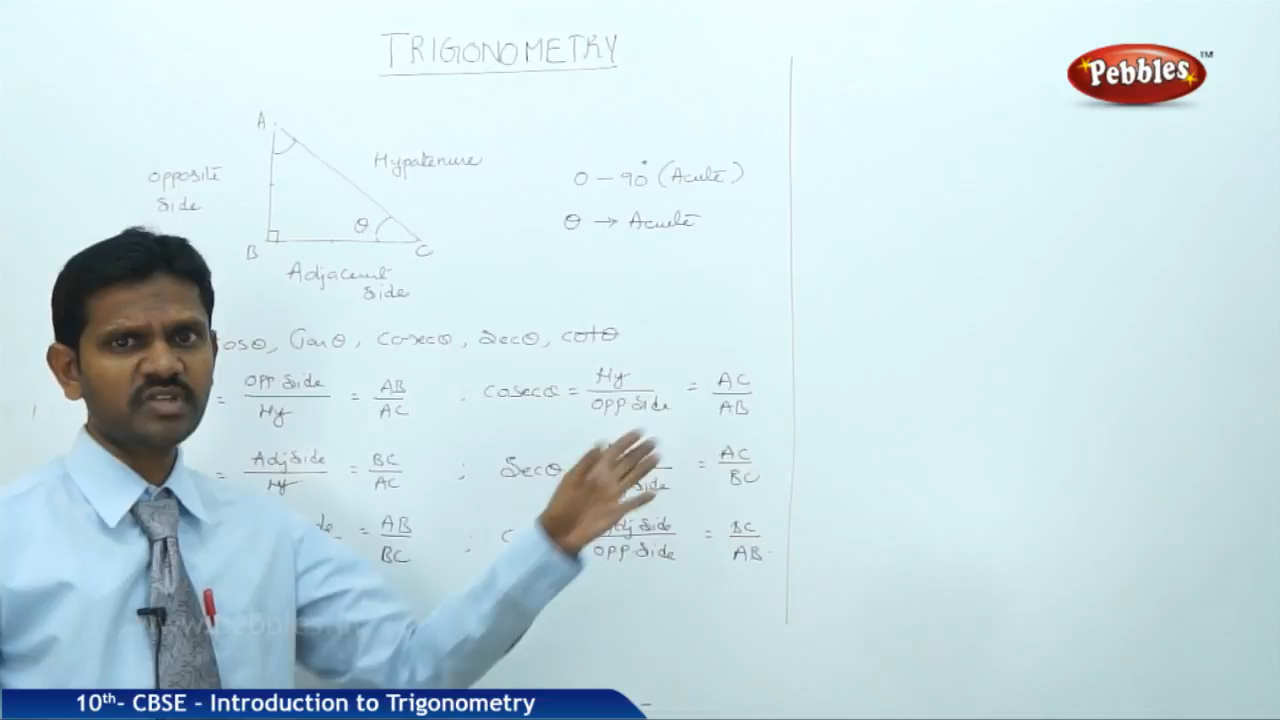 TRIGONOMETRY
Pebbles™
A
Opposite Side
Hypatenure
0 – 90° (Acute)
θ
θ → Acute
B
C
Adjacent Side
cosθ, Tanθ, cosecθ, Secθ, cotθ
= Opp Side / Hy = AB / AC ; cosecθ = Hy / Opp Side = AC / AB
= Adj Side / Hy = BC / AC ; Secθ = AC / BC
= AB / BC ; Adj Side / Opp Side = BC / AB
10th- CBSE – Introduction to Trigonometry